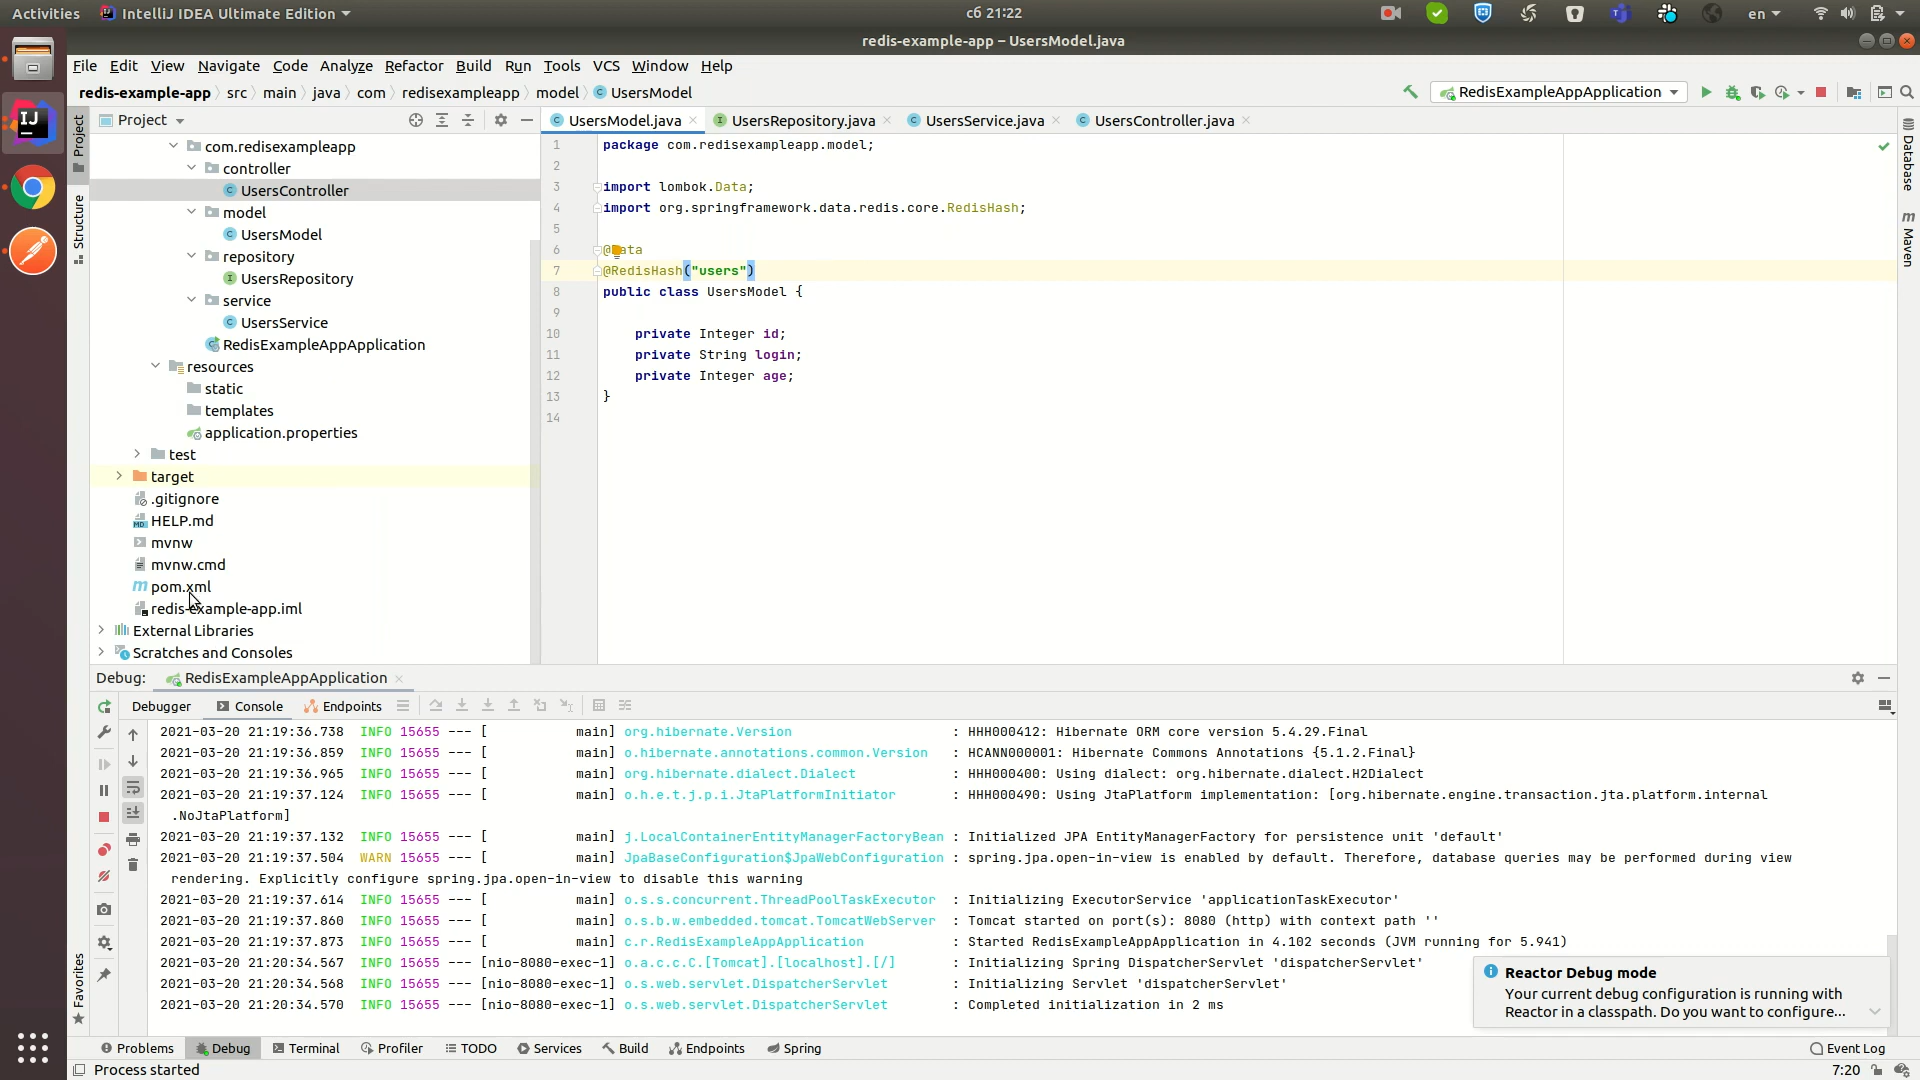 Activities IntelliJ IDEA Ultimate Edition сб 21:22 en
redis-example-app – UsersModel.java
File Edit View Navigate Code Analyze Refactor Build Run Tools VCS Window Help
redis-example-app src main java com redisexampleapp model UsersModel RedisExampleAppApplication
Project
UsersModel.java UsersRepository.java UsersService.java UsersController.java
Project
Structure
Favorites
Database
Maven
com.redisexampleapp
controller
UsersController
model
UsersModel
repository
UsersRepository
service
UsersService
RedisExampleAppApplication
resources
static
templates
application.properties
test
target
.gitignore
HELP.md
mvnw
mvnw.cmd
pom.xml
redis-example-app.iml
External Libraries
Scratches and Consoles
1 package com.redisexampleapp.model;
2
3 import lombok.Data;
4 import org.springframework.data.redis.core.RedisHash;
5
6 @Data
7 @RedisHash("users")
8 public class UsersModel {
9
10 private Integer id;
11 private String login;
12 private Integer age;
13 }
14
Debug: RedisExampleAppApplication
Debugger Console Endpoints
2021-03-20 21:19:36.738 INFO 15655 --- [ main] org.hibernate.Version : HHH000412: Hibernate ORM core version 5.4.29.Final
2021-03-20 21:19:36.859 INFO 15655 --- [ main] o.hibernate.annotations.common.Version : HCANN000001: Hibernate Commons Annotations {5.1.2.Final}
2021-03-20 21:19:36.965 INFO 15655 --- [ main] org.hibernate.dialect.Dialect : HHH000400: Using dialect: org.hibernate.dialect.H2Dialect
2021-03-20 21:19:37.124 INFO 15655 --- [ main] o.h.e.t.j.p.i.JtaPlatformInitiator : HHH000490: Using JtaPlatform implementation: [org.hibernate.engine.transaction.jta.platform.internal
.NoJtaPlatform]
2021-03-20 21:19:37.132 INFO 15655 --- [ main] j.LocalContainerEntityManagerFactoryBean : Initialized JPA EntityManagerFactory for persistence unit 'default'
2021-03-20 21:19:37.504 WARN 15655 --- [ main] JpaBaseConfiguration$JpaWebConfiguration : spring.jpa.open-in-view is enabled by default. Therefore, database queries may be performed during view
rendering. Explicitly configure spring.jpa.open-in-view to disable this warning
2021-03-20 21:19:37.614 INFO 15655 --- [ main] o.s.s.concurrent.ThreadPoolTaskExecutor : Initializing ExecutorService 'applicationTaskExecutor'
2021-03-20 21:19:37.860 INFO 15655 --- [ main] o.s.b.w.embedded.tomcat.TomcatWebServer : Tomcat started on port(s): 8080 (http) with context path ''
2021-03-20 21:19:37.873 INFO 15655 --- [ main] c.r.RedisExampleAppApplication : Started RedisExampleAppApplication in 4.102 seconds (JVM running for 5.941)
2021-03-20 21:20:34.567 INFO 15655 --- [nio-8080-exec-1] o.a.c.c.C.[Tomcat].[localhost].[/] : Initializing Spring DispatcherServlet 'dispatcherServlet'
2021-03-20 21:20:34.568 INFO 15655 --- [nio-8080-exec-1] o.s.web.servlet.DispatcherServlet : Initializing Servlet 'dispatcherServlet'
2021-03-20 21:20:34.570 INFO 15655 --- [nio-8080-exec-1] o.s.web.servlet.DispatcherServlet : Completed initialization in 2 ms
Reactor Debug mode
Your current debug configuration is running with
Reactor in a classpath. Do you want to configure...
Problems Debug Terminal Profiler TODO Services Build Endpoints Spring Event Log
Process started 7:20